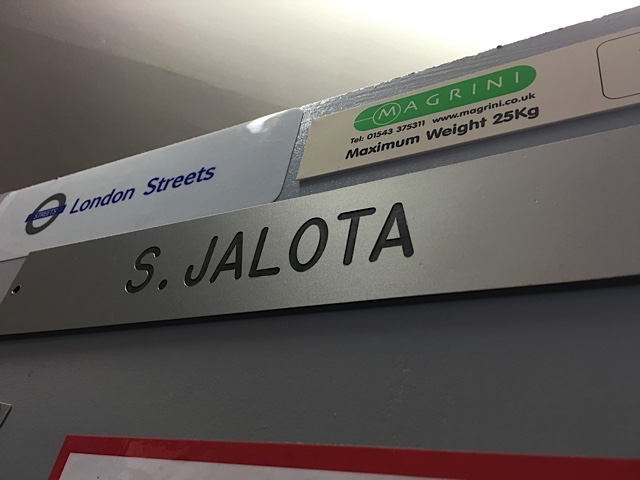 MAGRINI
Tel: 01543 375311 www.magrini.co.uk
Maximum Weight 25Kg
STREETS London Streets
S. JALOTA